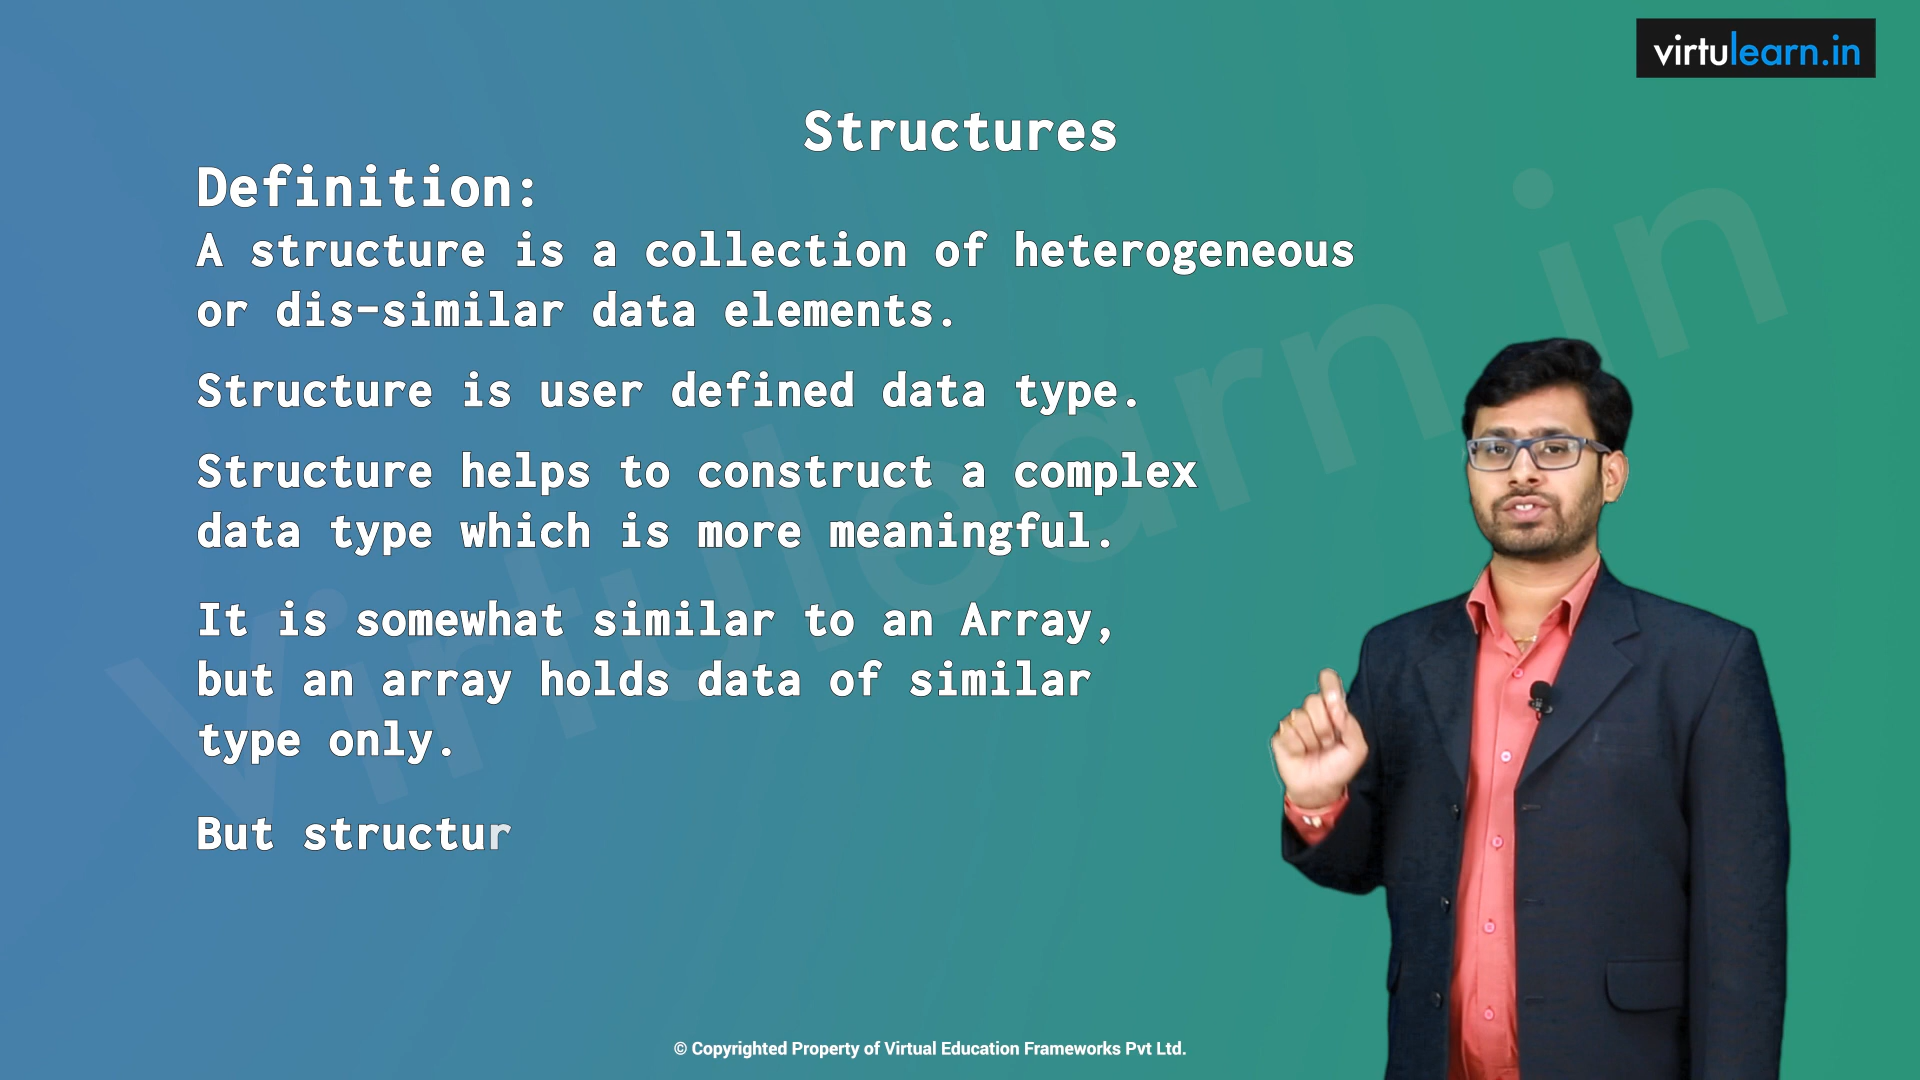 virtulearn.in
Structures
Definition:
A structure is a collection of heterogeneous
or dis-similar data elements.
Structure is user defined data type.
Structure helps to construct a complex
data type which is more meaningful.
It is somewhat similar to an Array,
but an array holds data of similar
type only.
But structur
Virtulearn.in
© Copyrighted Property of Virtual Education Frameworks Pvt Ltd.